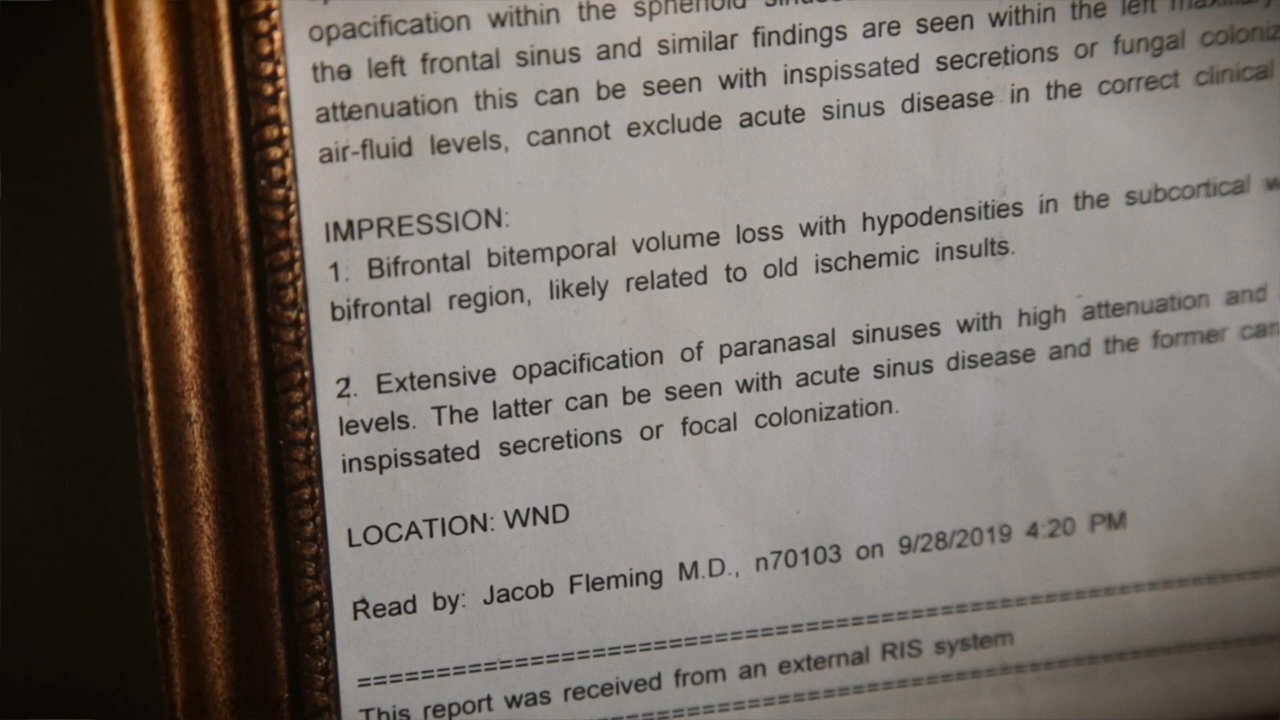 opacification within the sphenoid
the left frontal sinus and similar findings are seen within the left
attenuation this can be seen with inspissated secretions or fungal
air-fluid levels, cannot exclude acute sinus disease in the correct clinical
IMPRESSION:
1. Bifrontal bitemporal volume loss with hypodensities in the subcortical
bifrontal region, likely related to old ischemic insults.
2. Extensive opacification of paranasal sinuses with high attenuation and
levels. The latter can be seen with acute sinus disease and the former can
inspissated secretions or focal colonization.
LOCATION: WND
Read by: Jacob Fleming M.D., n70103 on 9/28/2019 4:20 PM
================================================
This report was received from an external RIS system
================================================